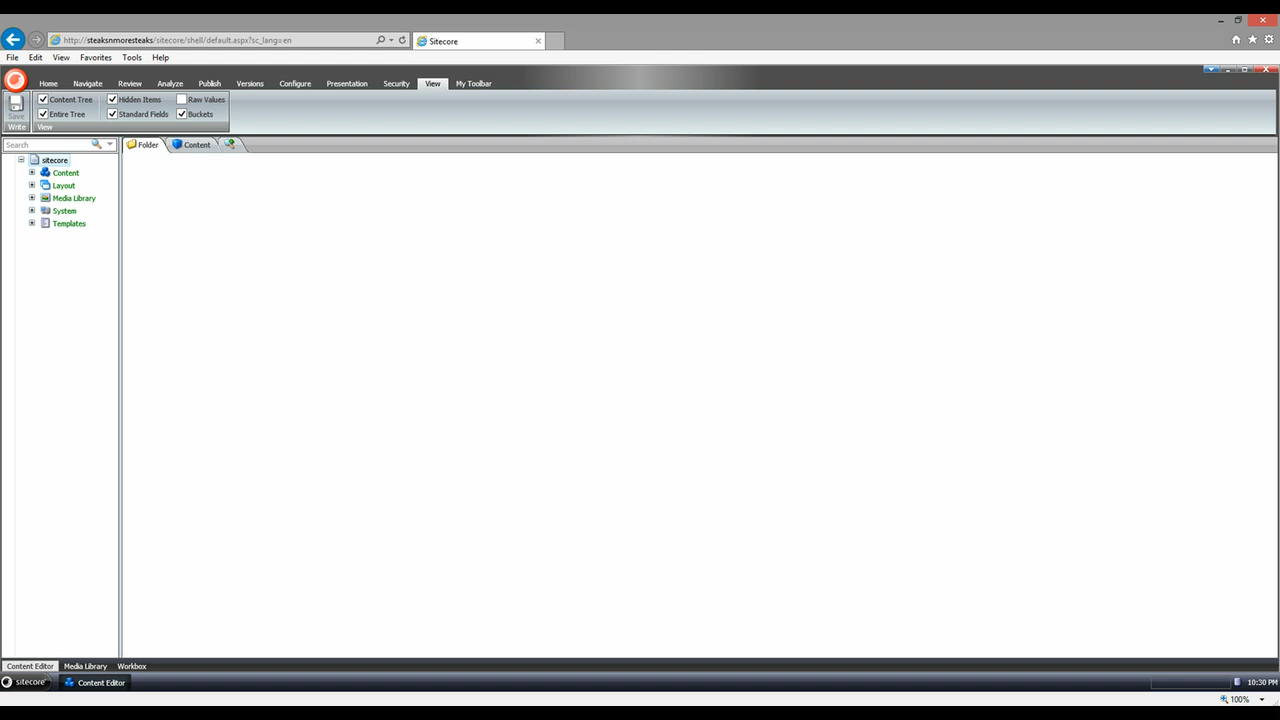 http://steaksnmoresteaks/sitecore/shell/default.aspx?sc_lang=en
Sitecore
File Edit View Favorites Tools Help
Home Navigate Review Analyze Publish Versions Configure Presentation Security View My Toolbar
Save
Write
Content Tree Hidden Items Raw Values
Entire Tree Standard Fields Buckets
View
Search
Folder Content
sitecore
Content
Layout
Media Library
System
Templates
Content Editor Media Library Workbox
sitecore Content Editor 10:30 PM
100%